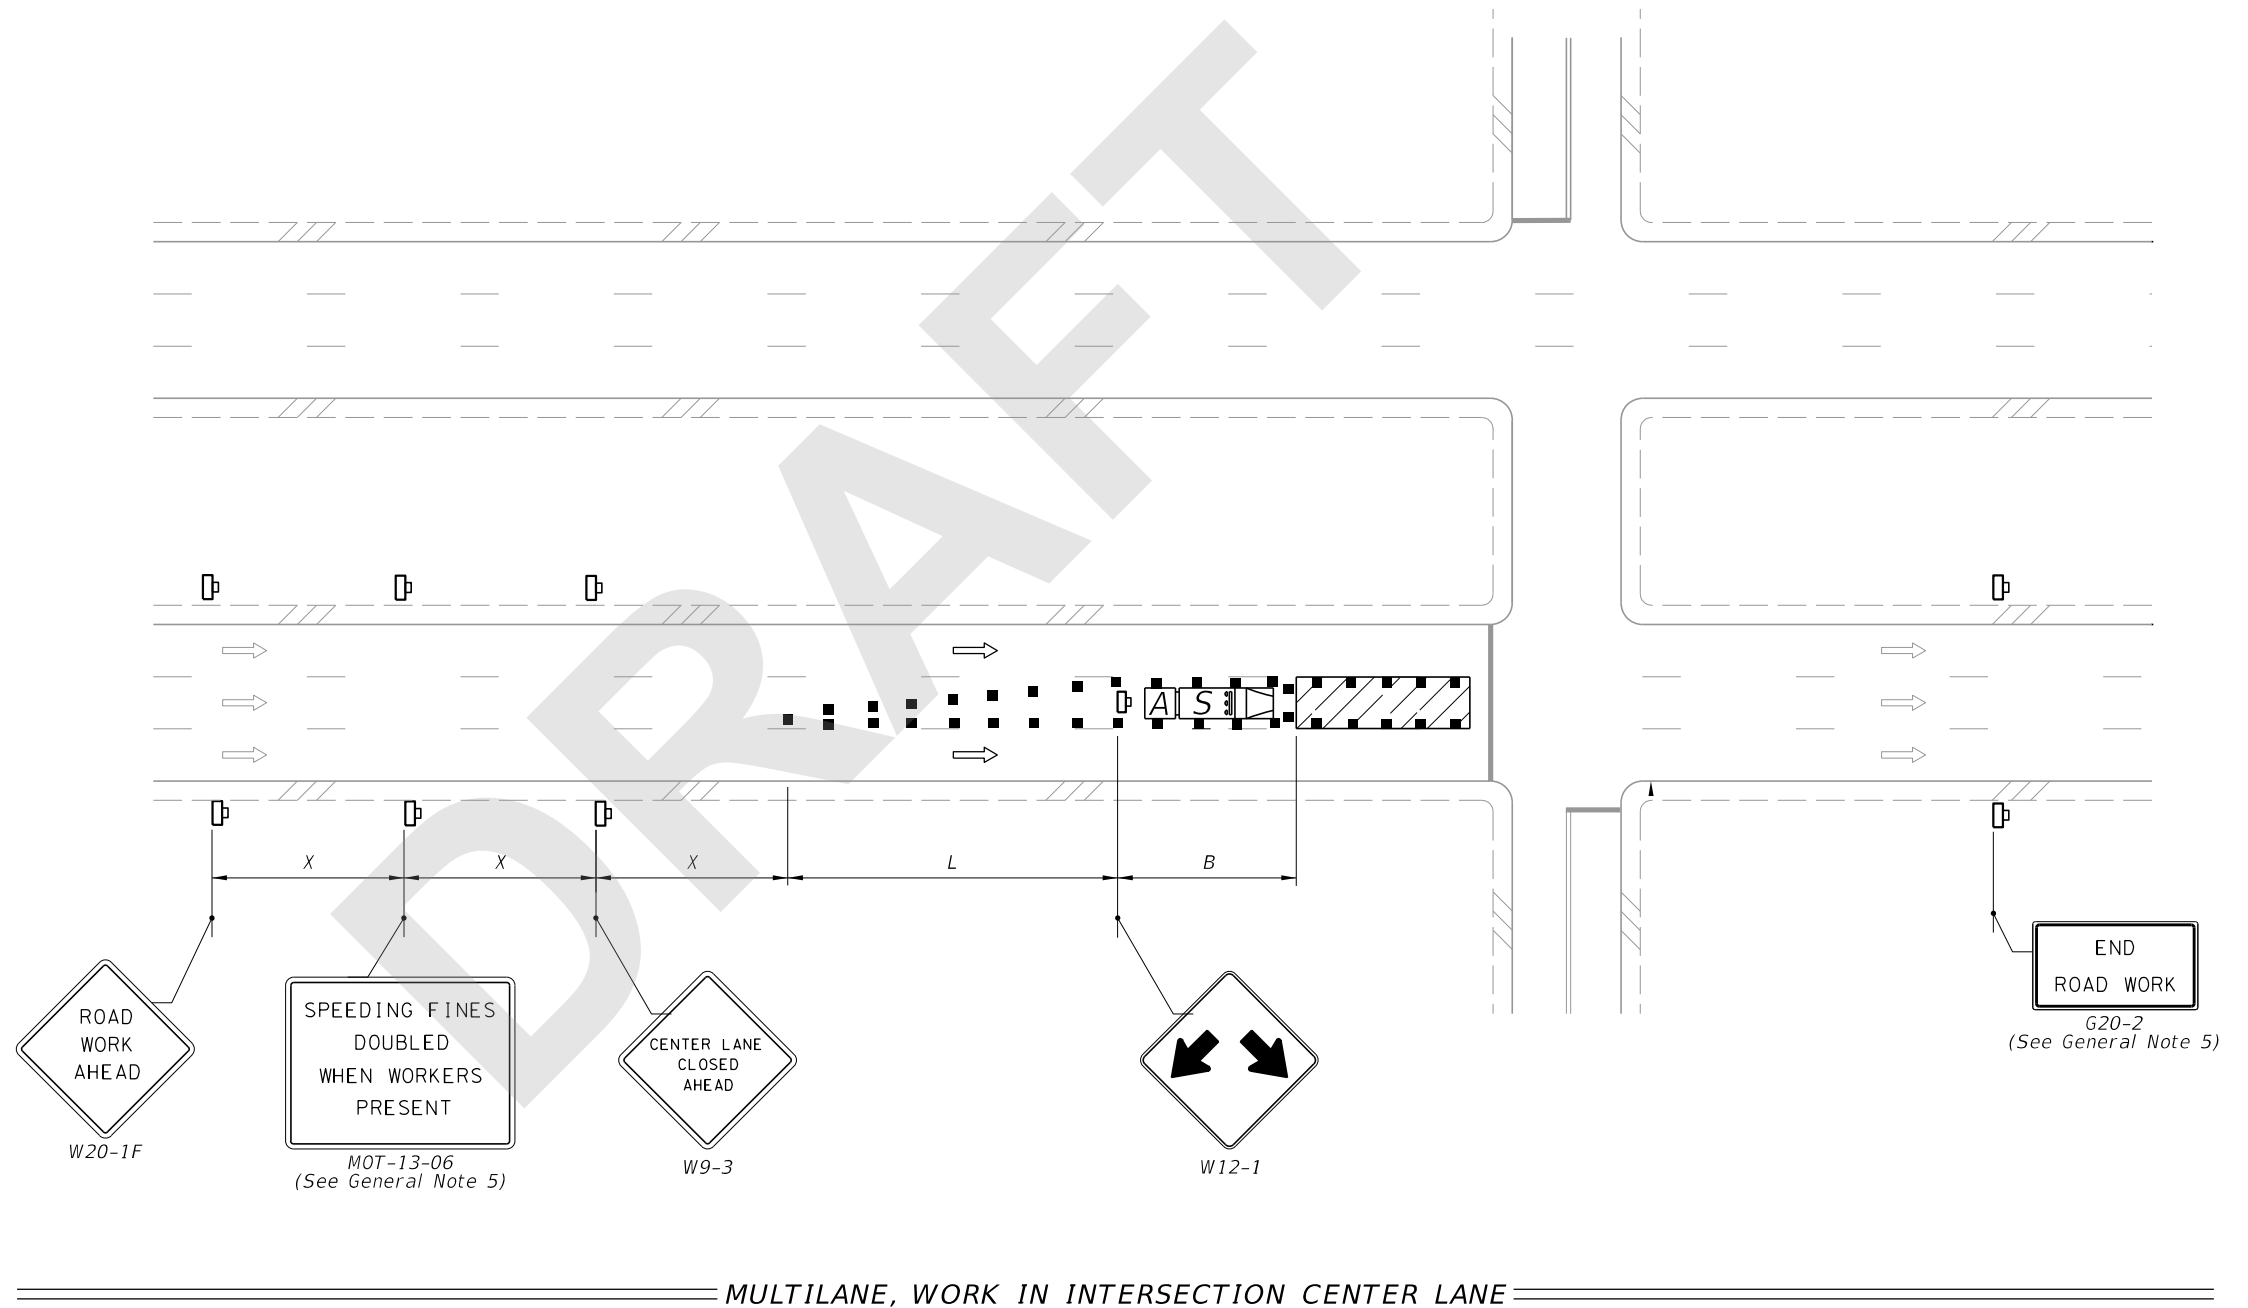 DRAFT
A S
X X X L B
ROAD
WORK
AHEAD
W20-1F
SPEEDING FINES
DOUBLED
WHEN WORKERS
PRESENT
MOT-13-06
(See General Note 5)
CENTER LANE
CLOSED
AHEAD
W9-3
W12-1
END
ROAD WORK
G20-2
(See General Note 5)
MULTILANE, WORK IN INTERSECTION CENTER LANE